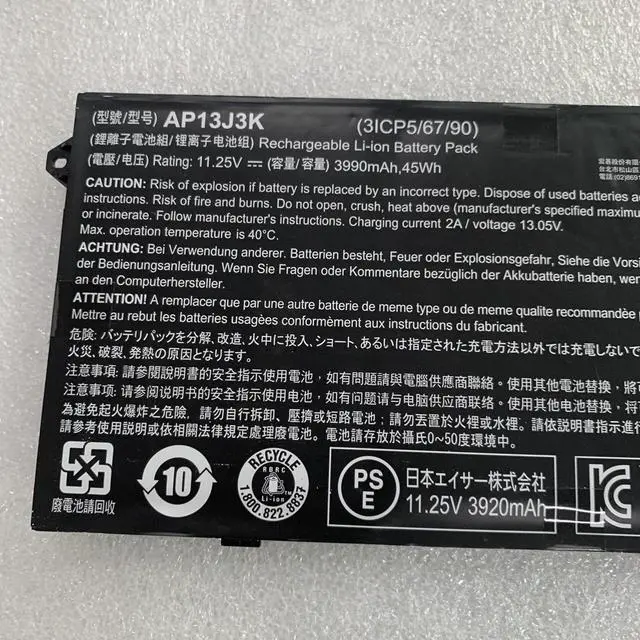 (型號/型号) AP13J3K (3ICP5/67/90)
(鋰離子電池組/锂离子电池组) Rechargeable Li-ion Battery Pack
(電壓/电压) Rating: 11.25V ⎓ (容量/容量) 3990mAh,45Wh
CAUTION: Risk of explosion if battery is replaced by an incorrect type. Dispose of used batteries
instructions. Risk of fire and burns. Do not open, crush, heat above (manufacturer's specified maximum
or incinerate. Follow manufacturer's instructions. Charging current 2A / voltage 13.05V.
Max. operation temperature is 40°C.
ACHTUNG: Bei Verwendung anderer. Batterien besteht, Feuer oder Explosionsgefahr, Siehe die
der Bedienungsanleitung. Wenn Sie Fragen oder Kommentare bezüglich der Akkubatterie haben,
an den Computerhersteller.
ATTENTION! A remplacer que par une autre batterie de meme type ou de meme qualite recommandée
Mettre au rebut les batteries usagées conformèment aux instructions du fabricant.
危険: バッテリパックを分解, 改造, 火中に投入, ショート, あるいは指定された充電方法以外では充電しない
火災, 破裂, 発熱の原因になります。
注意事項: 請參閱說明書的安全指示使用電池, 如有問題請與電腦供應商聯絡。使用其他電池替換,
注意事项: 请参阅说明书的安全指示使用电池, 如有问题请与电脑供应商联络。使用其他电池替换,
為避免起火爆炸之危險, 請勿自行拆卸、壓擠或短路電池; 請勿丟置於火裡或水裡。請依說明書指示進行
請參考說明或依相關法律規定處理廢電池。電池請存放於攝氏0~50度環境中。
宏碁股份有
台北市松山區
電話:(02)869
廢電池請回收
10
RECYCLE
RBRC
Li-ion
1.800.822.8837
PS
E
日本エイサー株式会社
11.25V 3920mAh